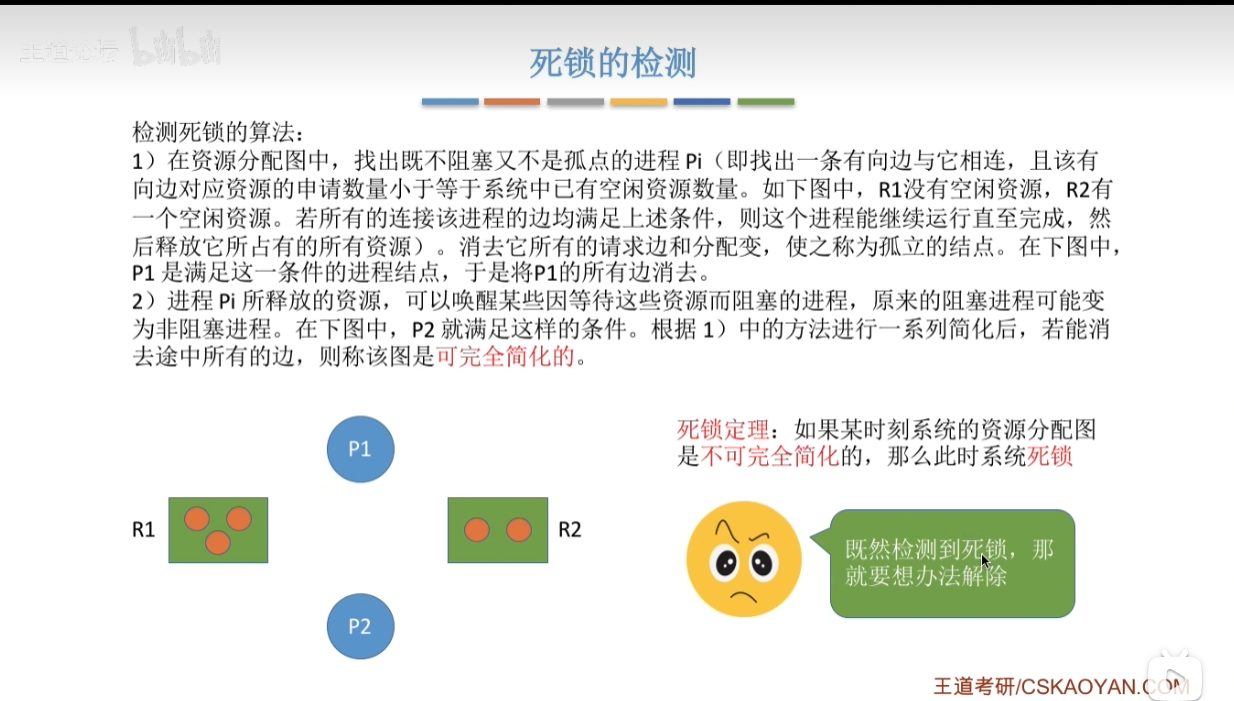 王道论坛 bilibili
死锁的检测
检测死锁的算法：
1）在资源分配图中，找出既不阻塞又不是孤点的进程 Pi（即找出一条有向边与它相连，且该有
向边对应资源的申请数量小于等于系统中已有空闲资源数量。如下图中，R1没有空闲资源，R2有
一个空闲资源。若所有的连接该进程的边均满足上述条件，则这个进程能继续运行直至完成，然
后释放它所占有的所有资源）。消去它所有的请求边和分配变，使之称为孤立的结点。在下图中，
P1 是满足这一条件的进程结点，于是将P1的所有边消去。
2）进程 Pi 所释放的资源，可以唤醒某些因等待这些资源而阻塞的进程，原来的阻塞进程可能变
为非阻塞进程。在下图中，P2 就满足这样的条件。根据 1）中的方法进行一系列简化后，若能消
去途中所有的边，则称该图是可完全简化的。
死锁定理：如果某时刻系统的资源分配图
是不可完全简化的，那么此时系统死锁
P1
R1
R2
P2
既然检测到死锁，那
就要想办法解除
王道考研/CSKAOYAN.COM